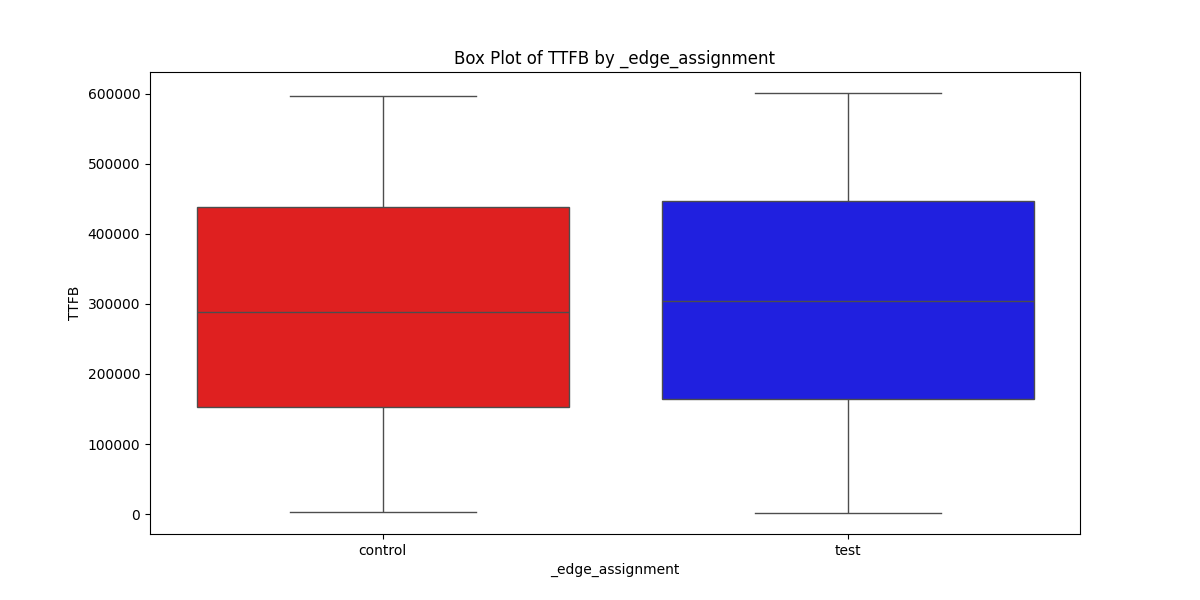 Box Plot of TTFB by _edge_assignment
600000
500000
400000
300000
200000
100000
0
TTFB
control
test
_edge_assignment